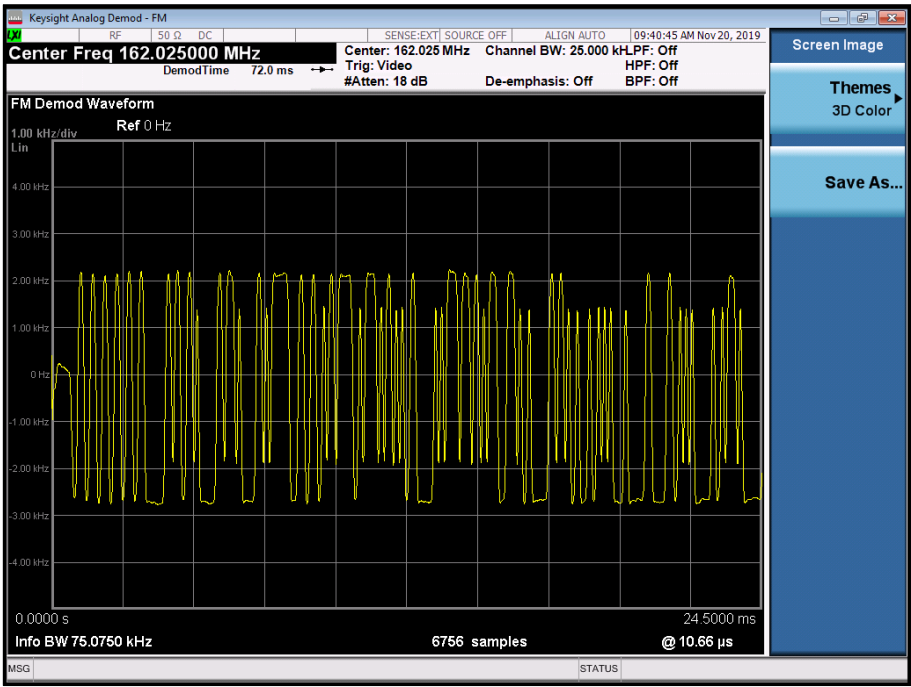 Keysight Analog Demod - FM
LXI RF 50 Ω DC SENSE:EXT SOURCE OFF ALIGN AUTO 09:40:45 AM Nov 20, 2019
Center Freq 162.025000 MHz
DemodTime 72.0 ms
Center: 162.025 MHz Channel BW: 25.000 kHLPF: Off
Trig: Video HPF: Off
#Atten: 18 dB De-emphasis: Off BPF: Off
Screen Image
Themes
3D Color
Save As...
FM Demod Waveform
Ref 0 Hz
1.00 kHz/div
Lin
4.00 kHz
3.00 kHz
2.00 kHz
1.00 kHz
0 Hz
-1.00 kHz
-2.00 kHz
-3.00 kHz
-4.00 kHz
0.0000 s 24.5000 ms
Info BW 75.0750 kHz 6756 samples @ 10.66 µs
MSG STATUS